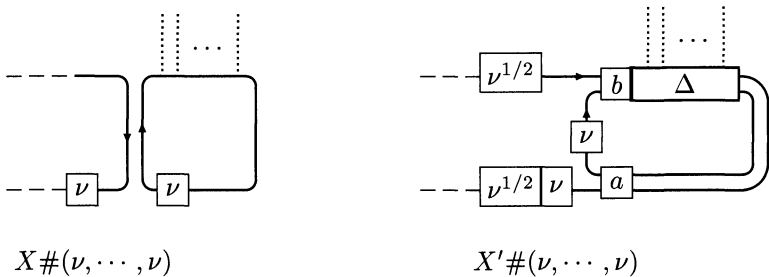 ν^{1/2} b Δ
ν
ν ν ν^{1/2} ν a
X#(ν, ⋯ , ν) X′#(ν, ⋯ , ν)